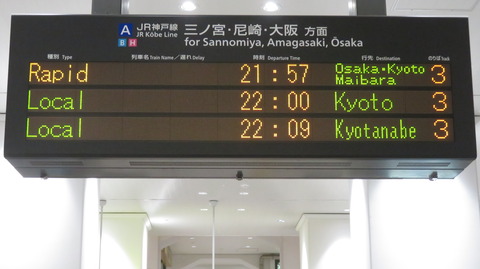 A JR神戸線 三ノ宮・尼崎・大阪 方面
B H JR Kōbe Line for Sannomiya, Amagasaki, Ōsaka
種別 Type 列車名 Train Name/遅れ Delay 時刻 Departure Time 行先 Destination のりば Track
Rapid 21:57 Osaka・Kyoto Maibara 3
Local 22:00 Kyoto 3
Local 22:09 Kyotanabe 3